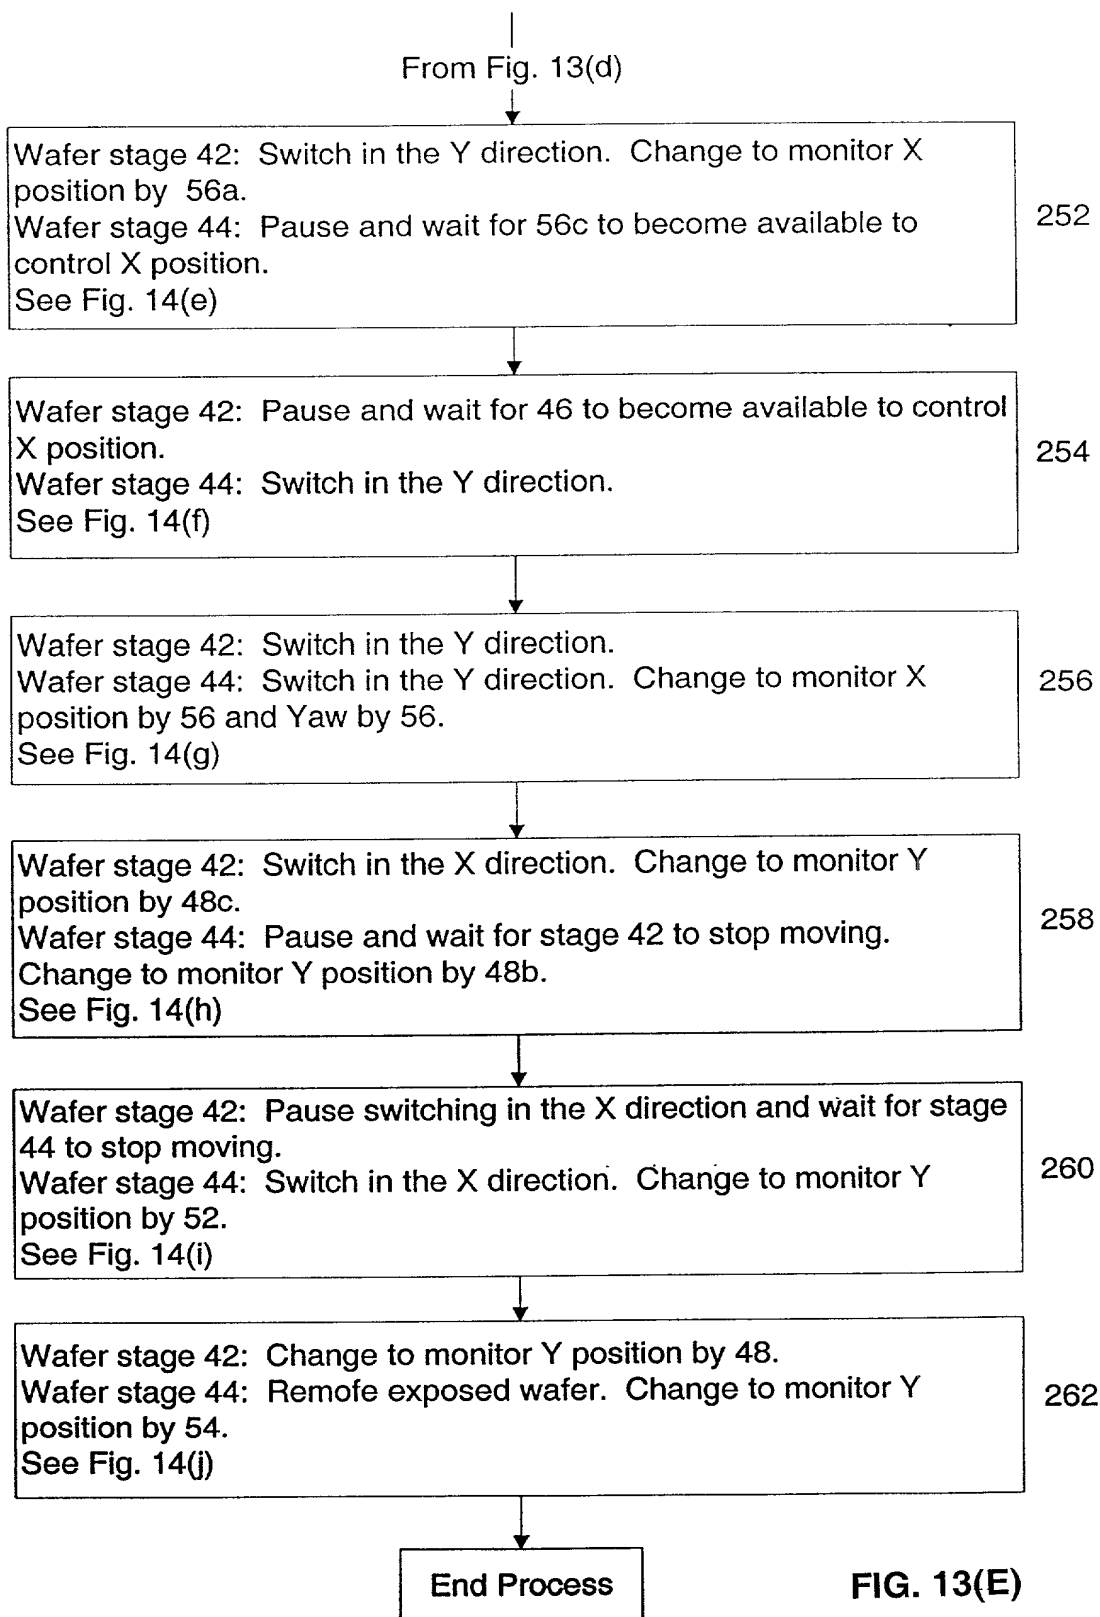 From Fig. 13(d)
Wafer stage 42: Switch in the Y direction. Change to monitor X
position by 56a.
Wafer stage 44: Pause and wait for 56c to become available to
control X position.
See Fig. 14(e)
252
Wafer stage 42: Pause and wait for 46 to become available to control
X position.
Wafer stage 44: Switch in the Y direction.
See Fig. 14(f)
254
Wafer stage 42: Switch in the Y direction.
Wafer stage 44: Switch in the Y direction. Change to monitor X
position by 56 and Yaw by 56.
See Fig. 14(g)
256
Wafer stage 42: Switch in the X direction. Change to monitor Y
position by 48c.
Wafer stage 44: Pause and wait for stage 42 to stop moving.
Change to monitor Y position by 48b.
See Fig. 14(h)
258
Wafer stage 42: Pause switching in the X direction and wait for stage
44 to stop moving.
Wafer stage 44: Switch in the X direction. Change to monitor Y
position by 52.
See Fig. 14(i)
260
Wafer stage 42: Change to monitor Y position by 48.
Wafer stage 44: Remofe exposed wafer. Change to monitor Y
position by 54.
See Fig. 14(j)
262
End Process
FIG. 13(E)